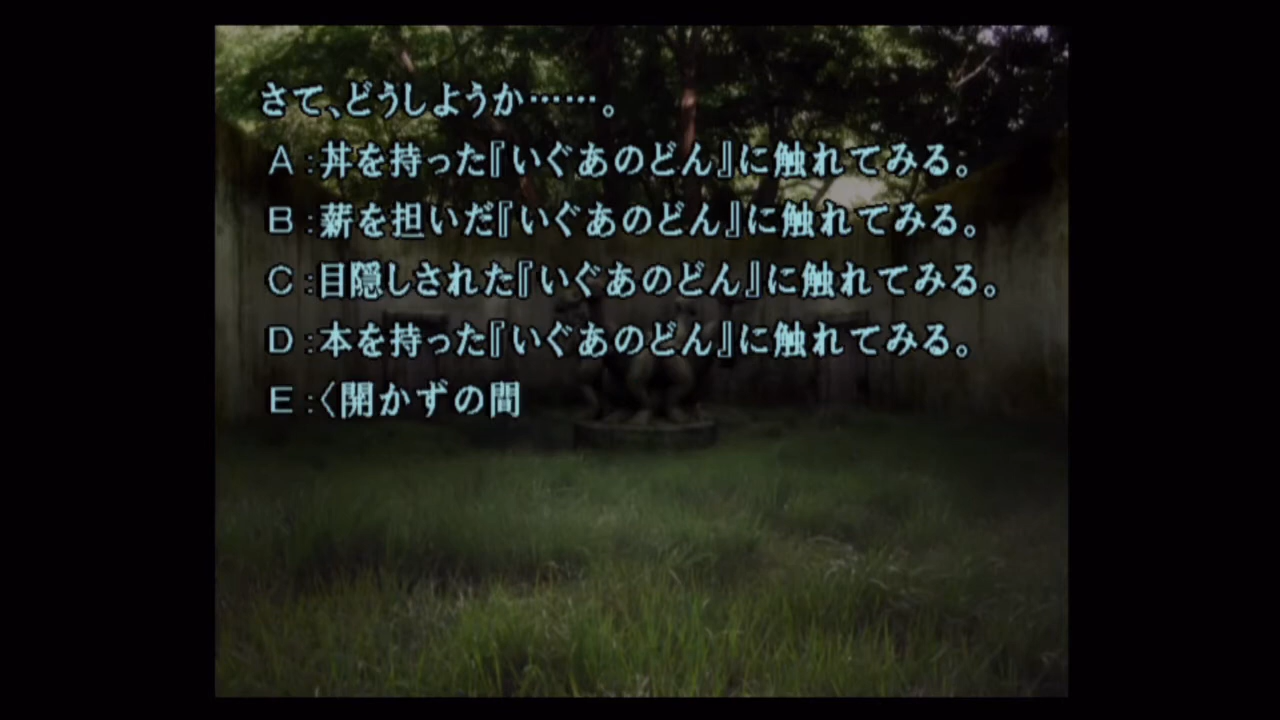 さて、どうしようか……。
A:丼を持った『いぐあのどん』に触れてみる。
B:薪を担いだ『いぐあのどん』に触れてみる。
C:目隠しされた『いぐあのどん』に触れてみる。
D:本を持った『いぐあのどん』に触れてみる。
E:〈開かずの間